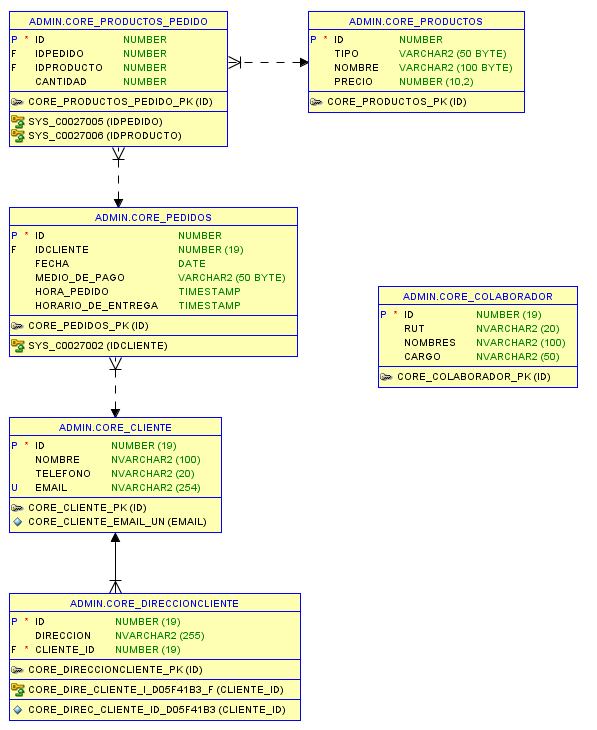 ADMIN.CORE_PRODUCTOS_PEDIDO
P * ID NUMBER
F IDPEDIDO NUMBER
F IDPRODUCTO NUMBER
CANTIDAD NUMBER
CORE_PRODUCTOS_PEDIDO_PK (ID)
SYS_C0027005 (IDPEDIDO)
SYS_C0027006 (IDPRODUCTO)
ADMIN.CORE_PRODUCTOS
P * ID NUMBER
TIPO VARCHAR2 (50 BYTE)
NOMBRE VARCHAR2 (100 BYTE)
PRECIO NUMBER (10,2)
CORE_PRODUCTOS_PK (ID)
ADMIN.CORE_PEDIDOS
P * ID NUMBER
F IDCLIENTE NUMBER (19)
FECHA DATE
MEDIO_DE_PAGO VARCHAR2 (50 BYTE)
HORA_PEDIDO TIMESTAMP
HORARIO_DE_ENTREGA TIMESTAMP
CORE_PEDIDOS_PK (ID)
SYS_C0027002 (IDCLIENTE)
ADMIN.CORE_COLABORADOR
P * ID NUMBER (19)
RUT NVARCHAR2 (20)
NOMBRES NVARCHAR2 (100)
CARGO NVARCHAR2 (50)
CORE_COLABORADOR_PK (ID)
ADMIN.CORE_CLIENTE
P * ID NUMBER (19)
NOMBRE NVARCHAR2 (100)
TELEFONO NVARCHAR2 (20)
U EMAIL NVARCHAR2 (254)
CORE_CLIENTE_PK (ID)
CORE_CLIENTE_EMAIL_UN (EMAIL)
ADMIN.CORE_DIRECCIONCLIENTE
P * ID NUMBER (19)
DIRECCION NVARCHAR2 (255)
F * CLIENTE_ID NUMBER (19)
CORE_DIRECCIONCLIENTE_PK (ID)
CORE_DIRE_CLIENTE_I_D05F41B3_F (CLIENTE_ID)
CORE_DIREC_CLIENTE_ID_D05F41B3 (CLIENTE_ID)